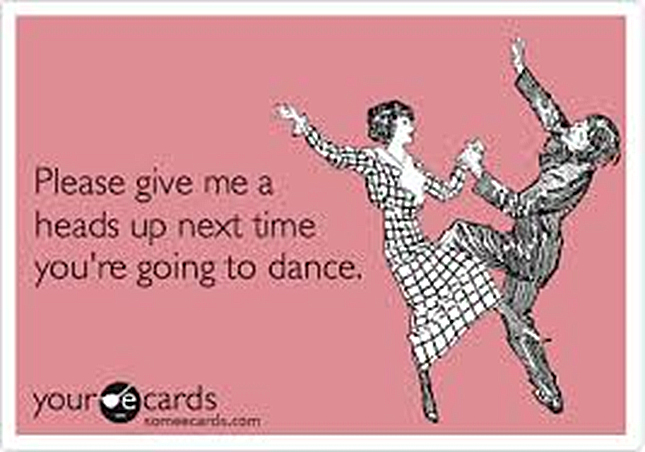 Please give me a
heads up next time
you're going to dance.
your e cards
someecards.com